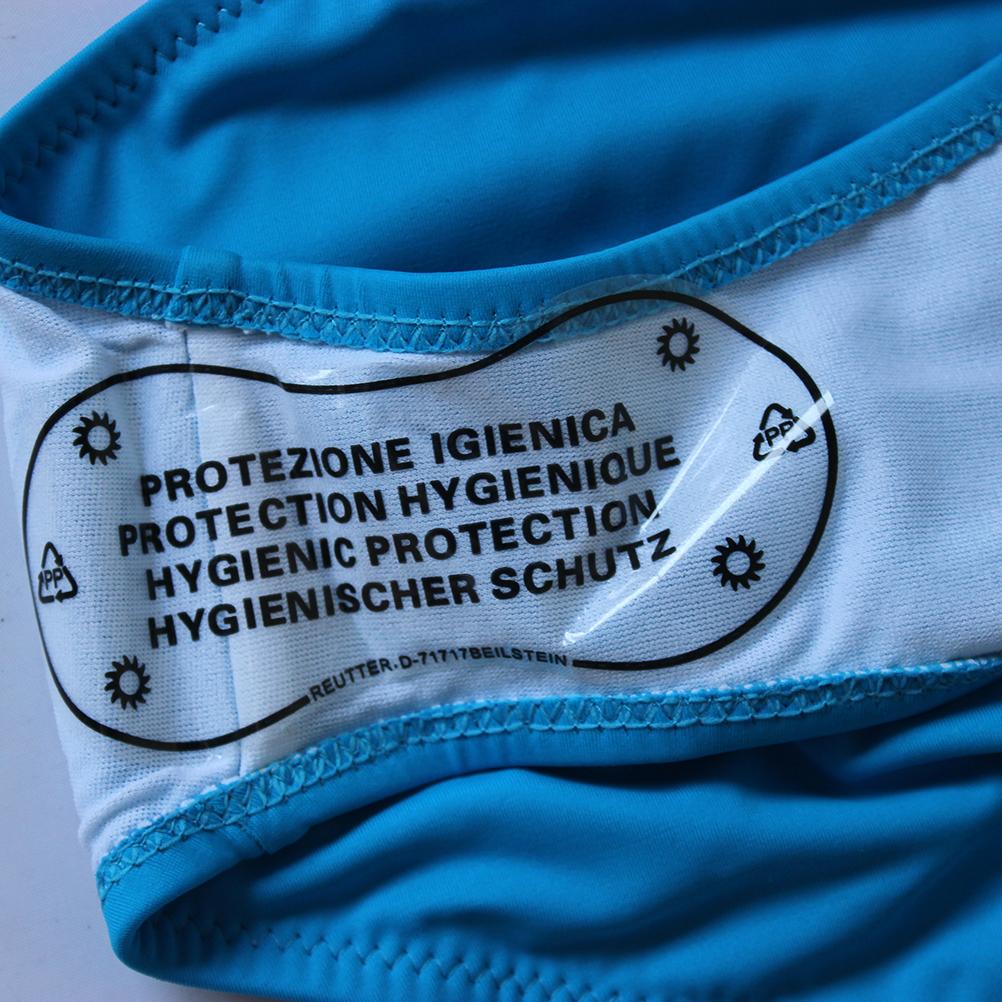 PROTEZIONE IGIENICA
PROTECTION HYGIENIQUE
HYGIENIC PROTECTION
HYGIENISCHER SCHUTZ
REUTTER.D-71717BEILSTEIN
PP
PP